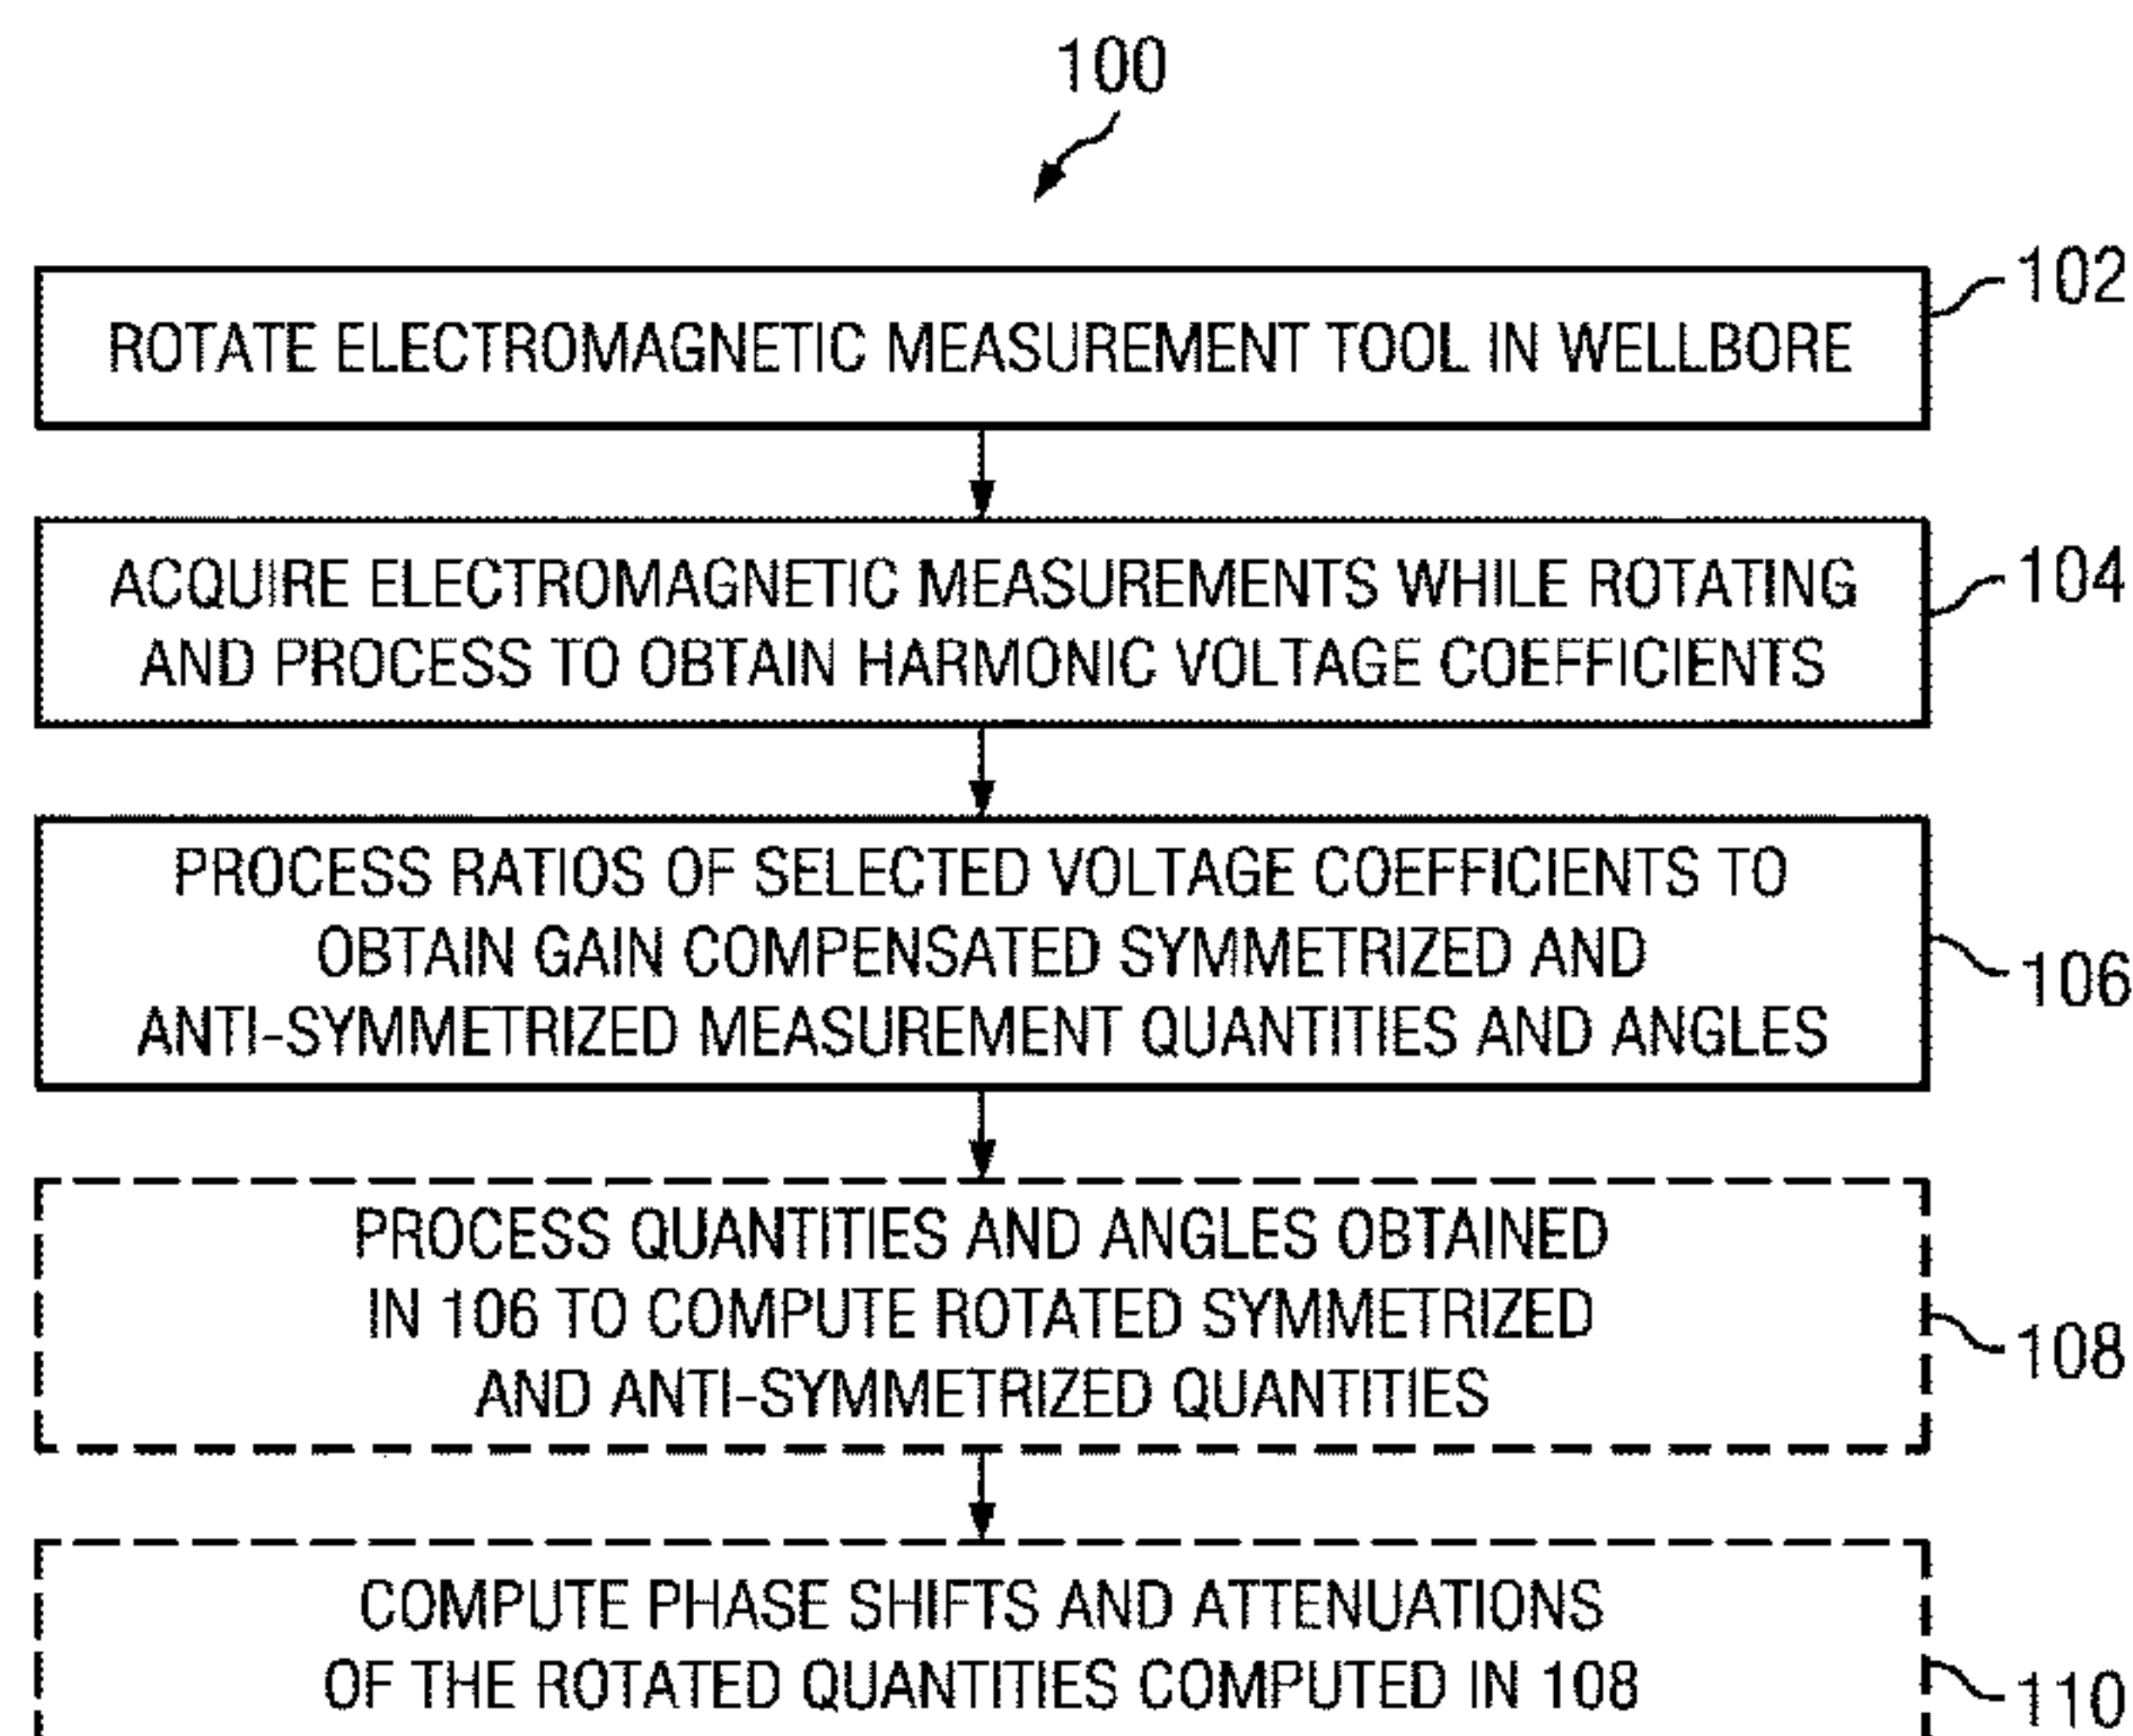 100
102
ROTATE ELECTROMAGNETIC MEASUREMENT TOOL IN WELLBORE
104
ACQUIRE ELECTROMAGNETIC MEASUREMENTS WHILE ROTATING
AND PROCESS TO OBTAIN HARMONIC VOLTAGE COEFFICIENTS
PROCESS RATIOS OF SELECTED VOLTAGE COEFFICIENTS TO
OBTAIN GAIN COMPENSATED SYMMETRIZED AND
ANTI-SYMMETRIZED MEASUREMENT QUANTITIES AND ANGLES
106
PROCESS QUANTITIES AND ANGLES OBTAINED
IN 106 TO COMPUTE ROTATED SYMMETRIZED
AND ANTI-SYMMETRIZED QUANTITIES
108
COMPUTE PHASE SHIFTS AND ATTENUATIONS
OF THE ROTATED QUANTITIES COMPUTED IN 108
110